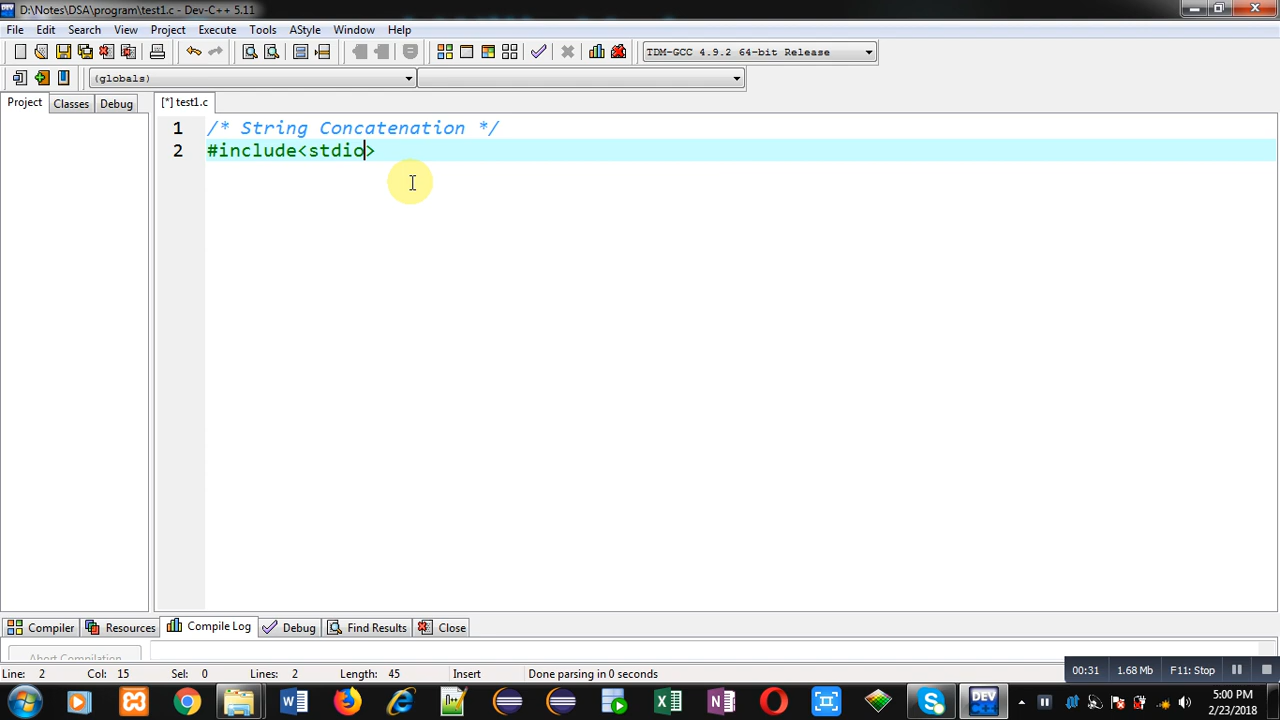 D:\Notes\DSA\program\test1.c - Dev-C++ 5.11
File Edit Search View Project Execute Tools AStyle Window Help
TDM-GCC 4.9.2 64-bit Release
(globals)
Project Classes Debug [*] test1.c
1 /* String Concatenation */
2 #include<stdio>
Compiler Resources Compile Log Debug Find Results Close
Abort Compilation
Line: 2 Col: 15 Sel: 0 Lines: 2 Length: 45 Insert Done parsing in 0 seconds
00:31 1.68 Mb F11: Stop
DEV C++
5:00 PM
2/23/2018